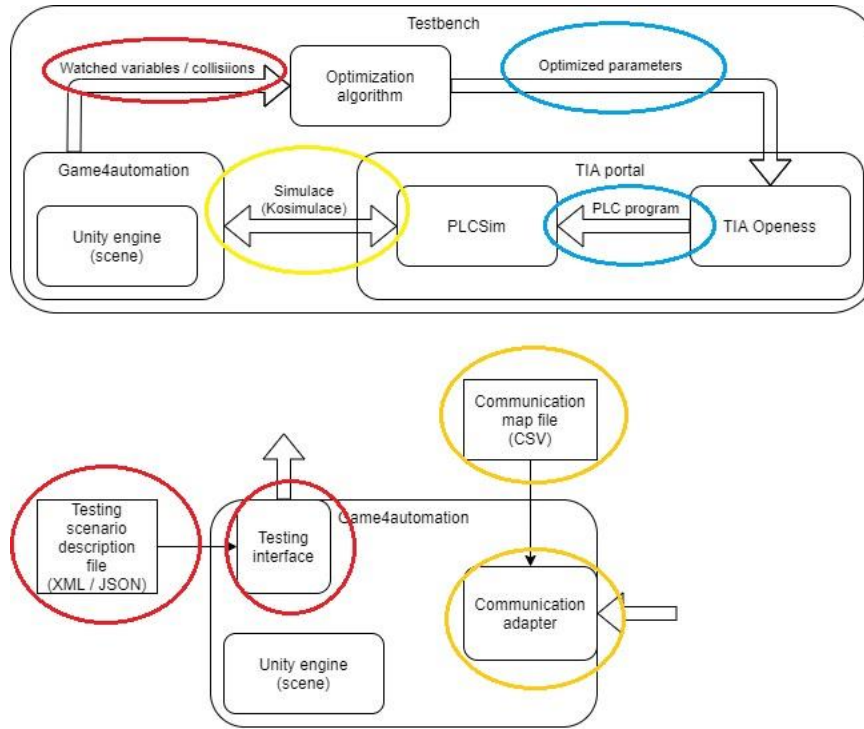 Testbench
Watched variables / collisiions
Optimization
algorithm
Optimized parameters
Game4automation
Unity engine
(scene)
Simulace
(Kosimulace)
TIA portal
PLCSim
PLC program
TIA Openess
Communication
map file
(CSV)
Testing
scenario
description
file
(XML / JSON)
Testing
interface
Game4automation
Communication
adapter
Unity engine
(scene)